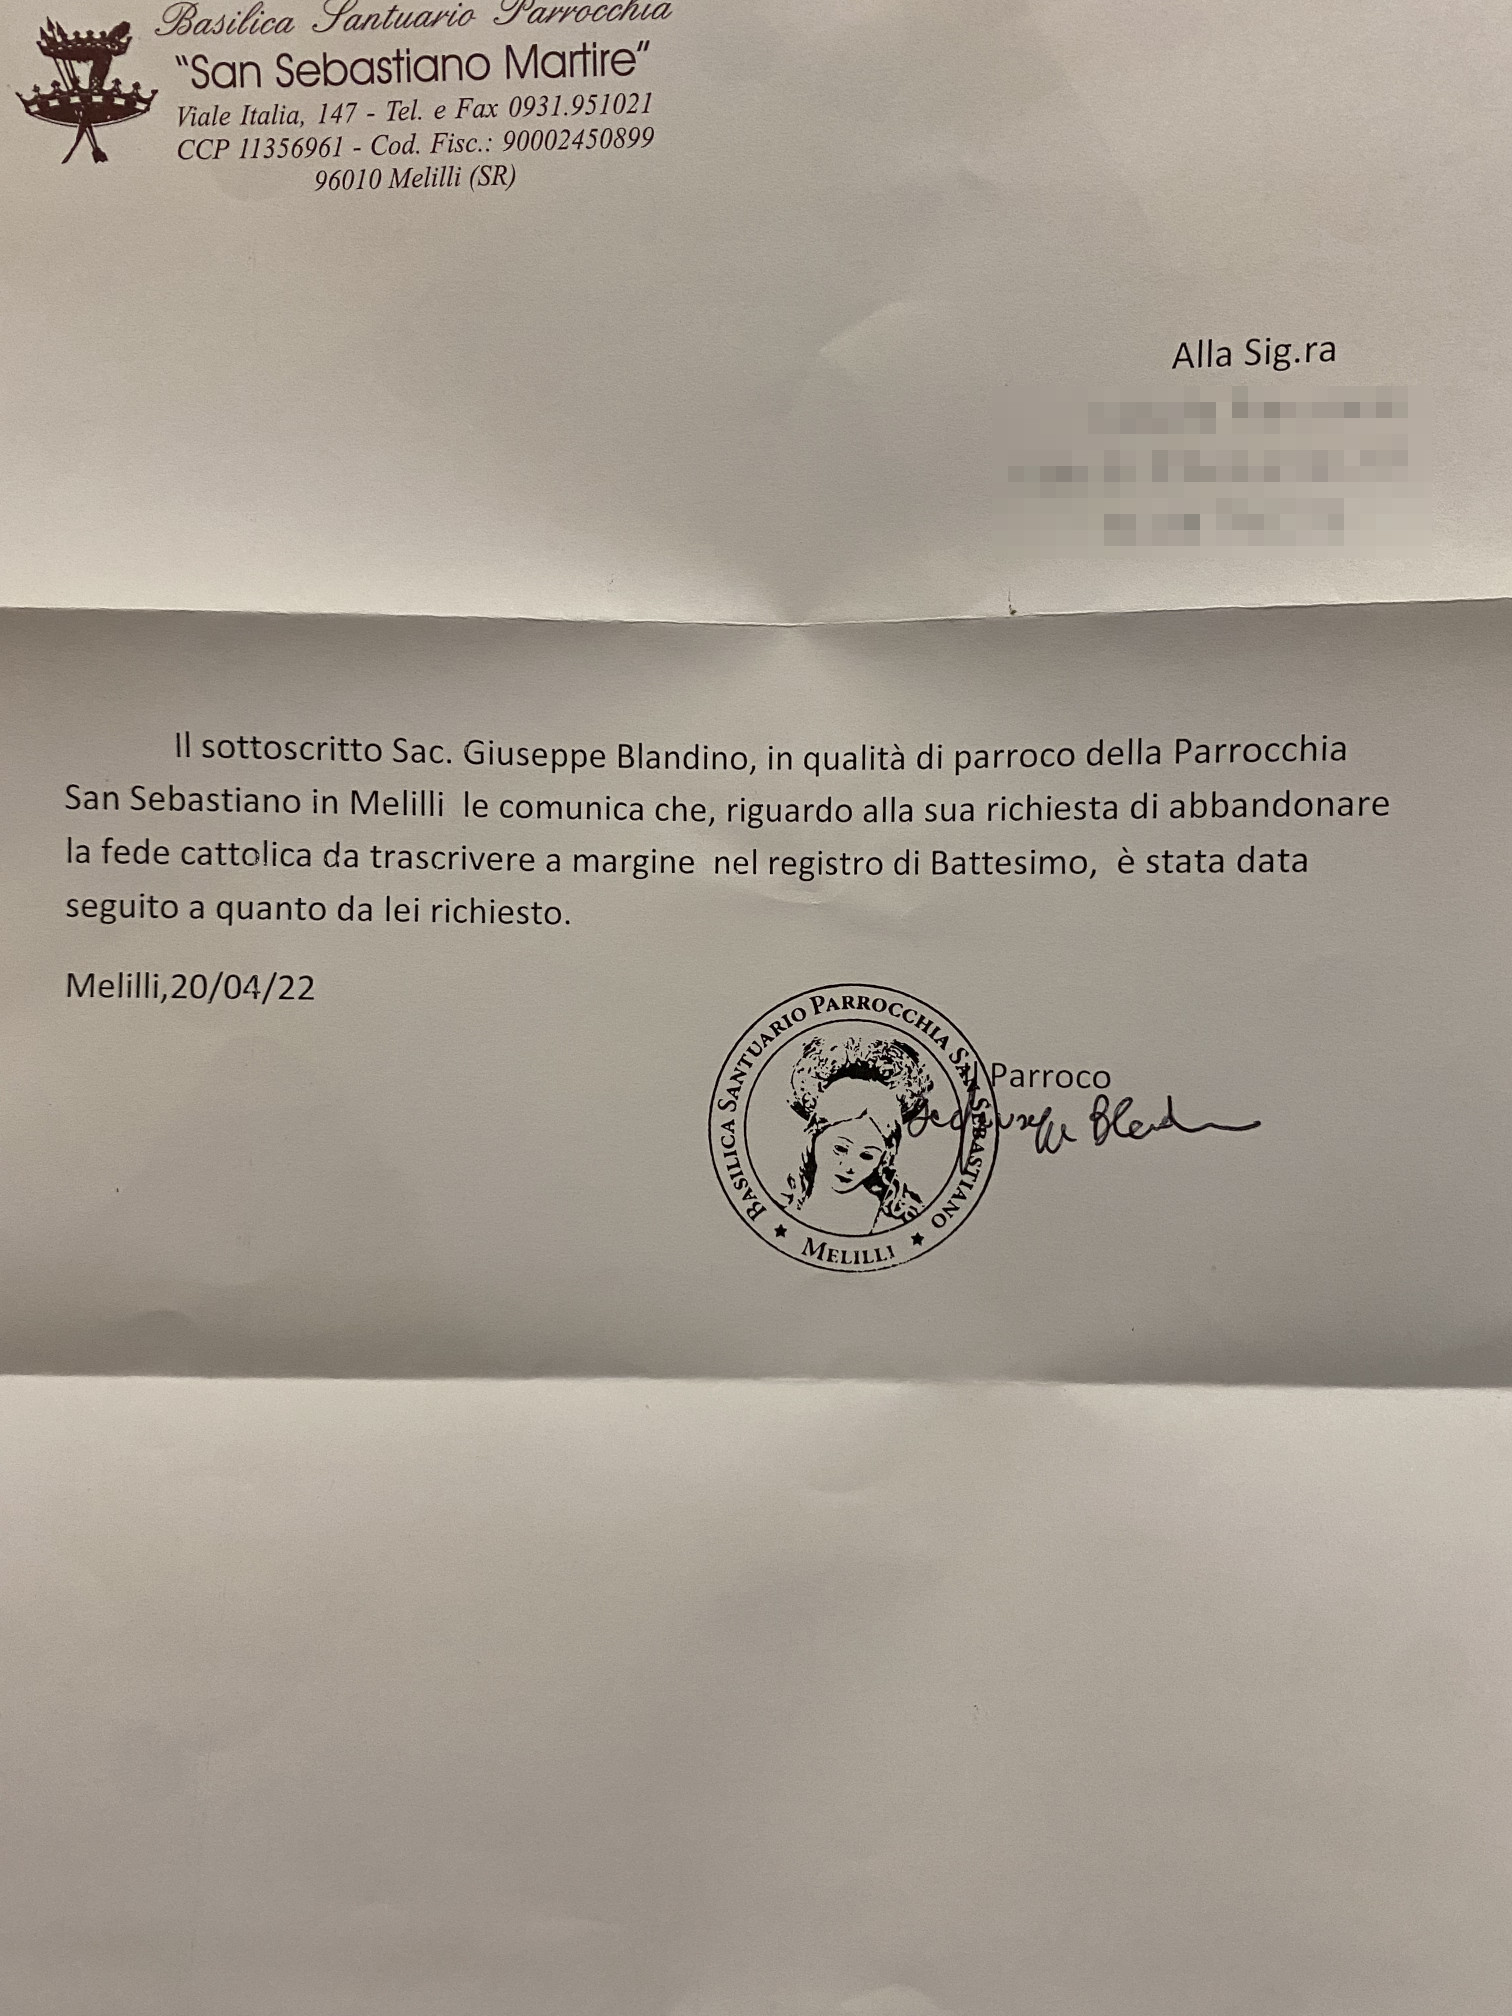 Basilica Santuario Parrocchia
"San Sebastiano Martire"
Viale Italia, 147 - Tel. e Fax 0931.951021
CCP 11356961 - Cod. Fisc.: 90002450899
96010 Melilli (SR)
Alla Sig.ra
Il sottoscritto Sac. Giuseppe Blandino, in qualità di parroco della Parrocchia
San Sebastiano in Melilli le comunica che, riguardo alla sua richiesta di abbandonare
la fede cattolica da trascrivere a margine nel registro di Battesimo, è stata data
seguito a quanto da lei richiesto.
Melilli,20/04/22
Il Parroco
BASILICA SANTUARIO PARROCCHIA SAN SEBASTIANO
★ MELILLI ★